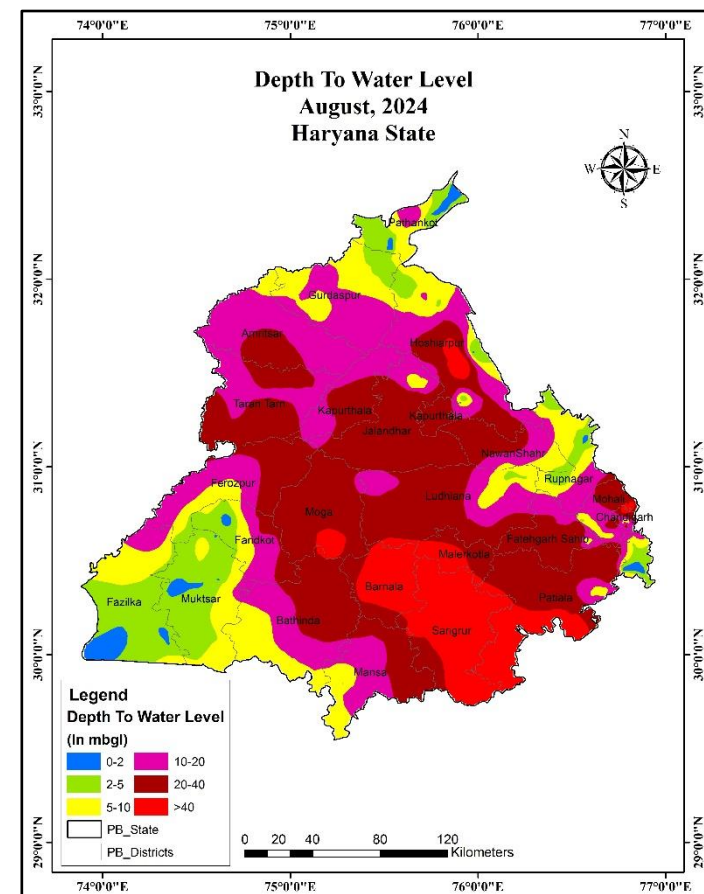 74°0'0"E 75°0'0"E 76°0'0"E 77°0'0"E
Depth To Water Level
August, 2024
Haryana State
N
W E
S
33°0'0"N 33°0'0"N
32°0'0"N 32°0'0"N
31°0'0"N 31°0'0"N
30°0'0"N 30°0'0"N
29°0'0"N 29°0'0"N
Pathankot
Gurdaspur
Amritsar
Hoshiarpur
Taran Tarn
Kapurthala
Kapurthala
Jalandhar
NawanShahr
Rupnagar
Ferozpur
Ludhiana
Mohali
Moga
Chandigarh
Faridkot
Fatehgarh Sahib
Malerkotla
Barnala
Fazilka
Muktsar
Patiala
Bathinda
Sangrur
Mansa
Legend
Depth To Water Level
(In mbgl)
0-2 10-20
2-5 20-40
5-10 >40
PB_State
PB_Districts
0 20 40 80 120
Kilometers
74°0'0"E 75°0'0"E 76°0'0"E 77°0'0"E